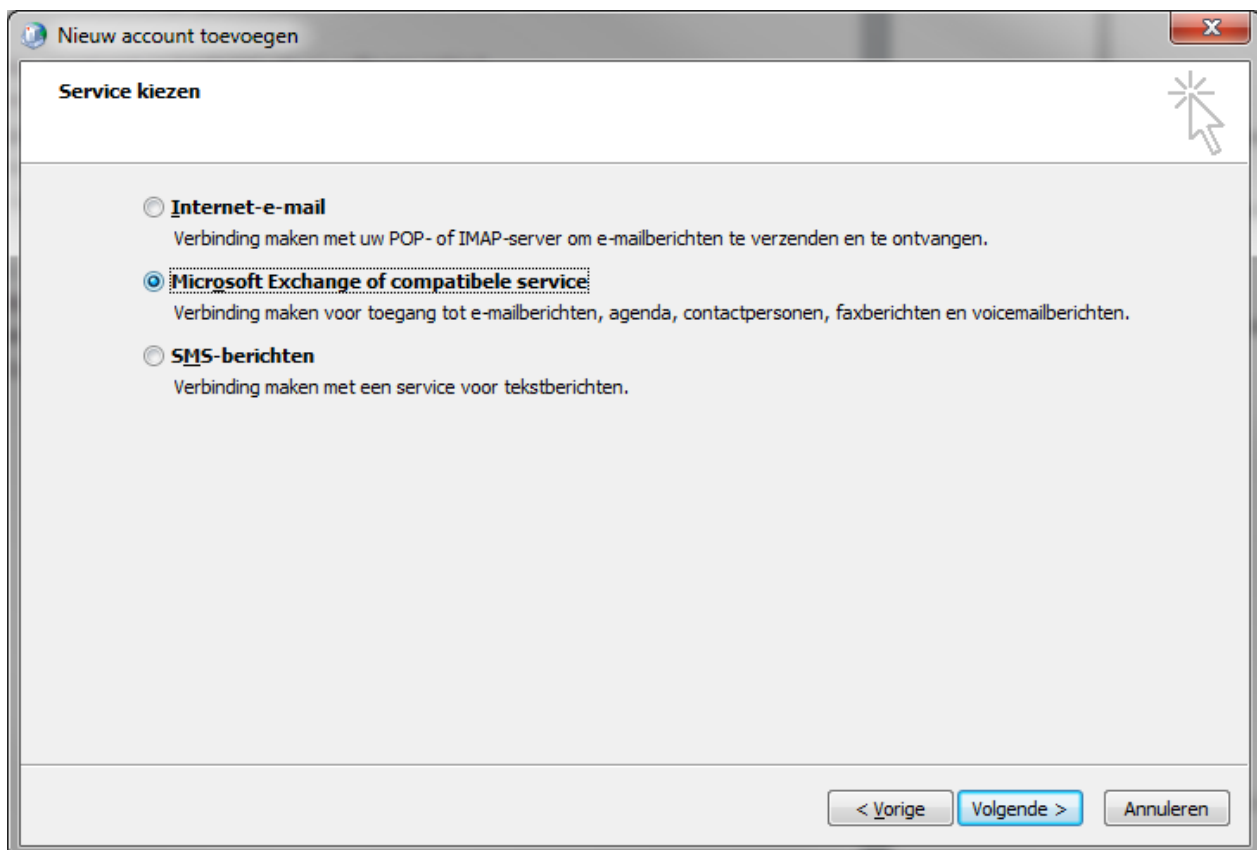 Nieuw account toevoegen
Service kiezen
Internet-e-mail
Verbinding maken met uw POP- of IMAP-server om e-mailberichten te verzenden en te ontvangen.
Microsoft Exchange of compatibele service
Verbinding maken voor toegang tot e-mailberichten, agenda, contactpersonen, faxberichten en voicemailberichten.
SMS-berichten
Verbinding maken met een service voor tekstberichten.
< Vorige Volgende > Annuleren